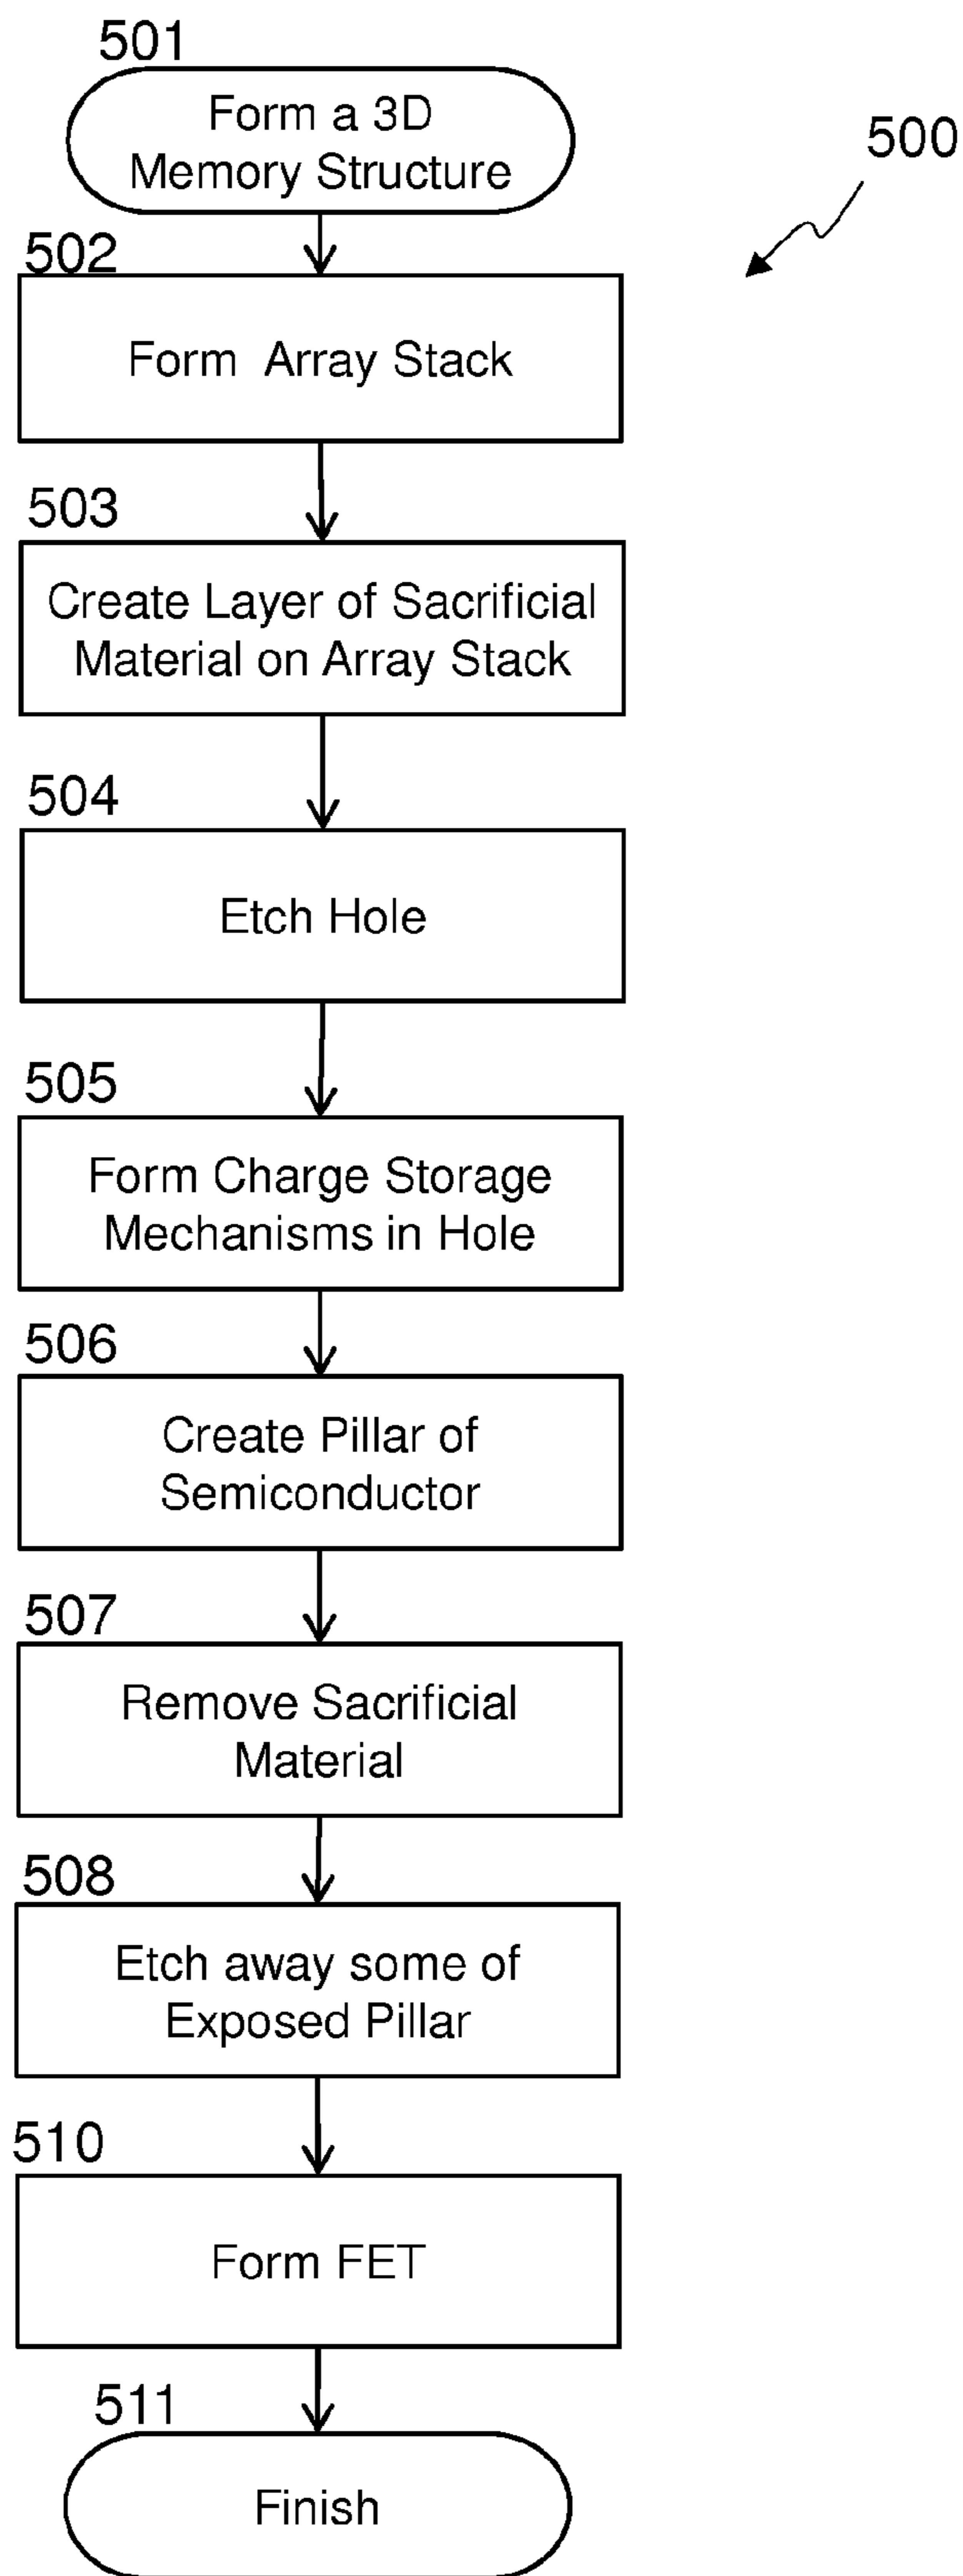 501
Form a 3D
Memory Structure
500
502
Form Array Stack
503
Create Layer of Sacrificial
Material on Array Stack
504
Etch Hole
505
Form Charge Storage
Mechanisms in Hole
506
Create Pillar of
Semiconductor
507
Remove Sacrificial
Material
508
Etch away some of
Exposed Pillar
510
Form FET
511
Finish